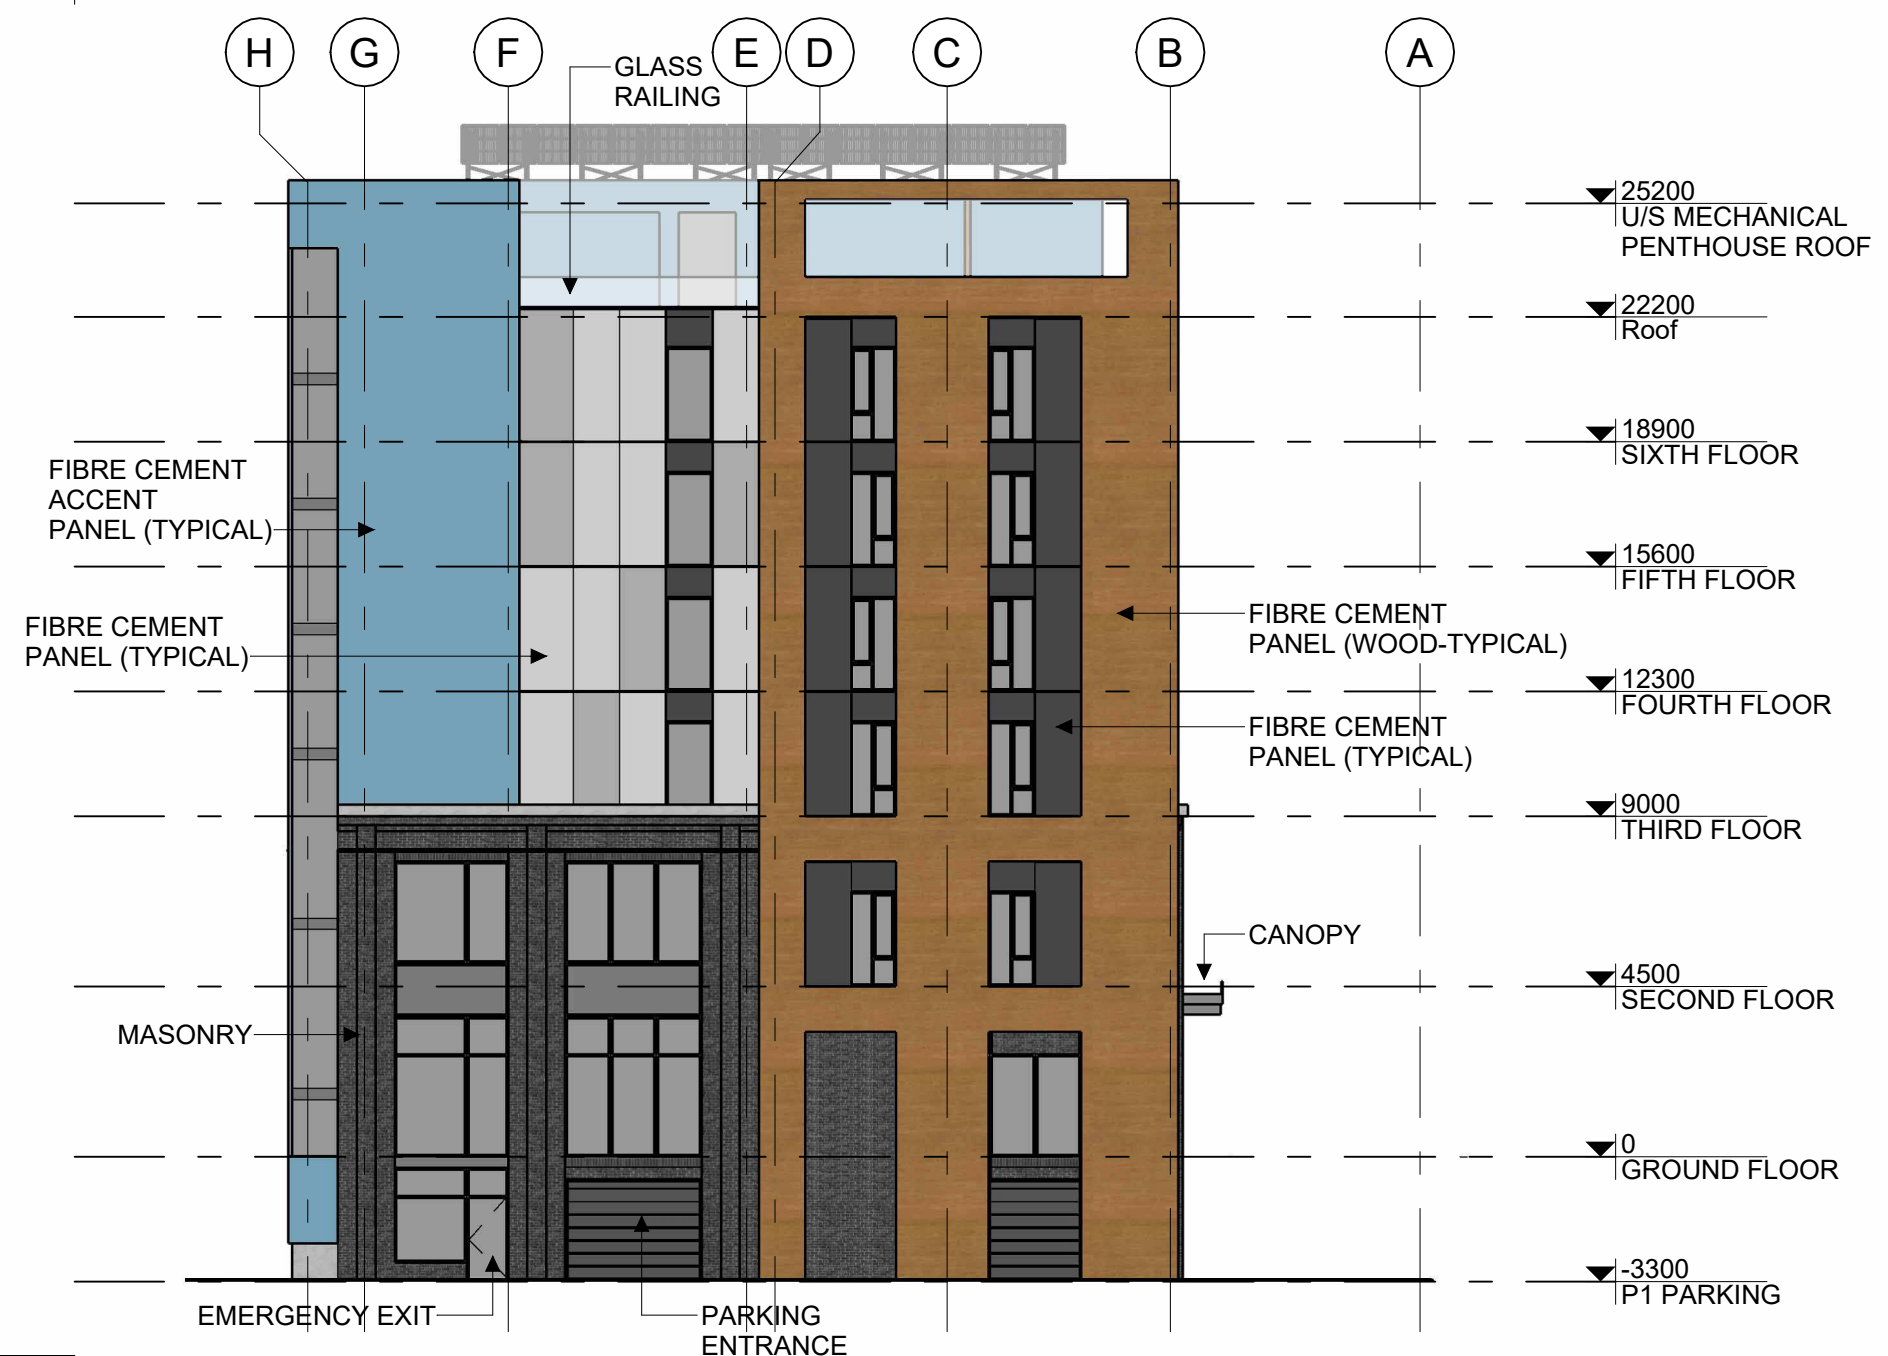 H G F E D C B A
GLASS
RAILING
25200
U/S MECHANICAL
PENTHOUSE ROOF
22200
Roof
18900
SIXTH FLOOR
FIBRE CEMENT
ACCENT
PANEL (TYPICAL)
15600
FIFTH FLOOR
FIBRE CEMENT
PANEL (WOOD-TYPICAL)
FIBRE CEMENT
PANEL (TYPICAL)
12300
FOURTH FLOOR
FIBRE CEMENT
PANEL (TYPICAL)
9000
THIRD FLOOR
CANOPY
4500
SECOND FLOOR
MASONRY
0
GROUND FLOOR
-3300
P1 PARKING
EMERGENCY EXIT
PARKING
ENTRANCE